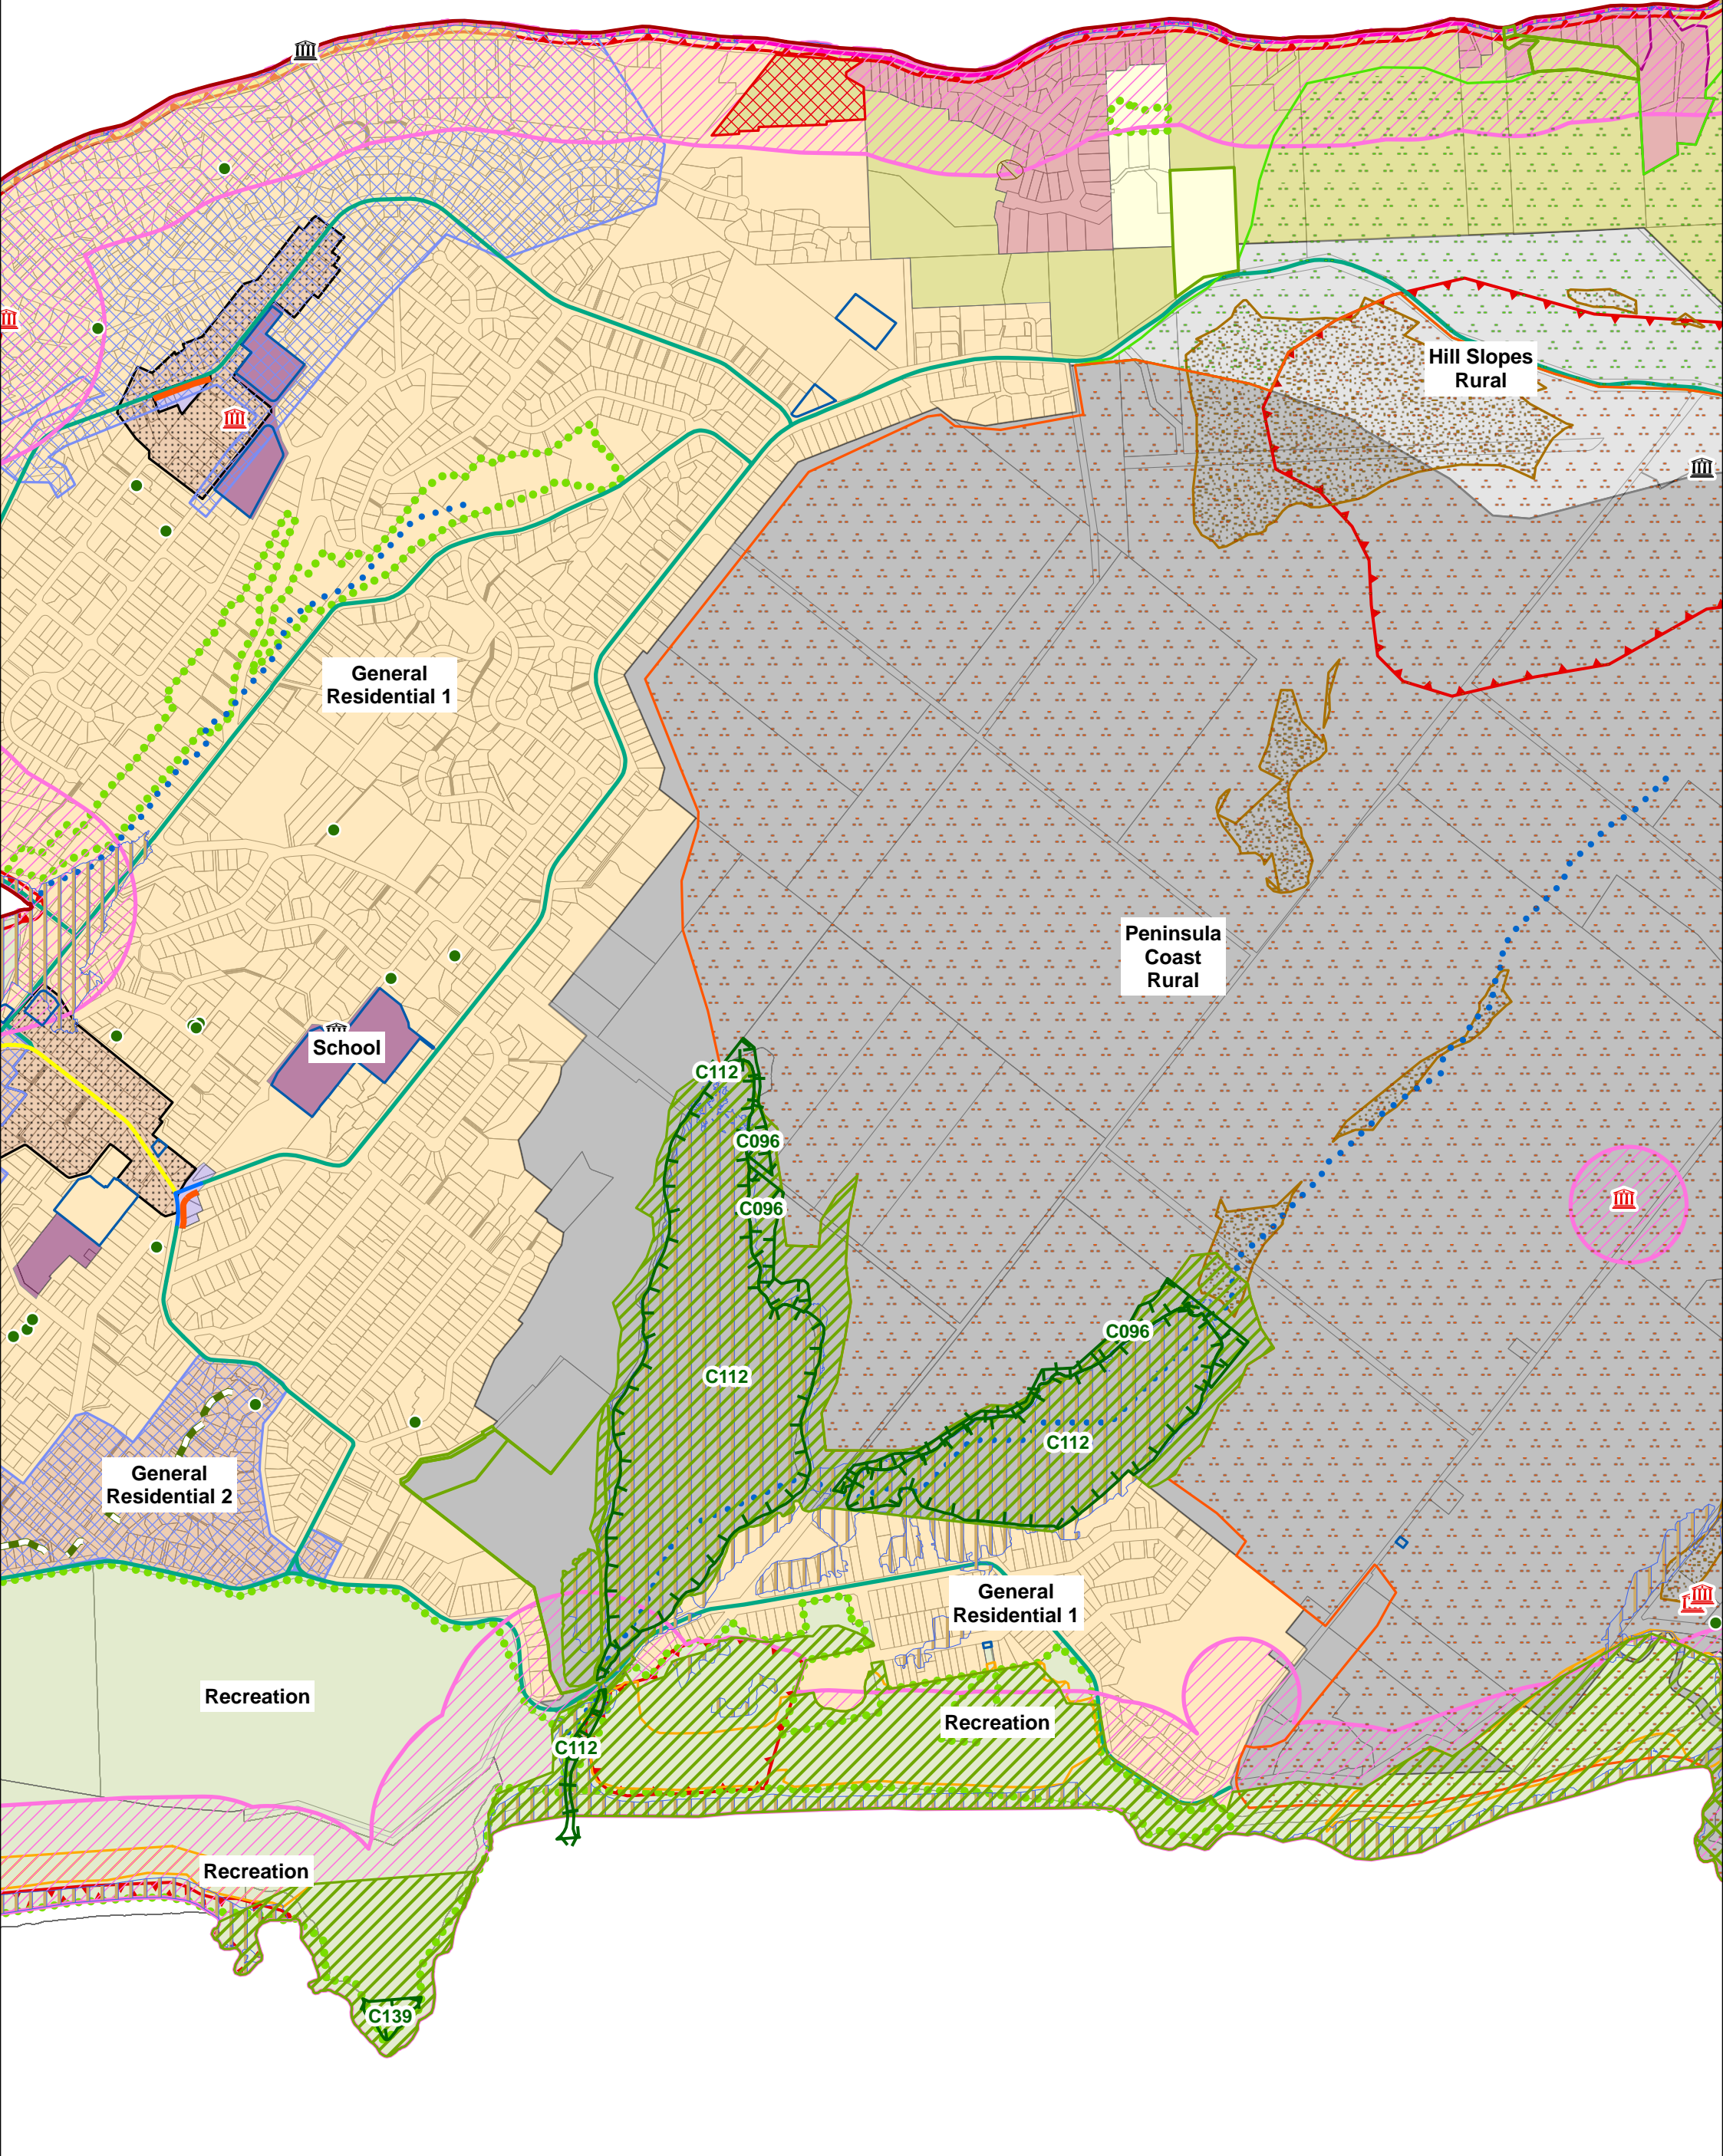 Hill Slopes
Rural
General
Residential 1
Peninsula
Coast
Rural
School
C112
C096
C096
C096
C112
C112
General
Residential 2
General
Residential 1
Recreation
Recreation
C112
Recreation
C139